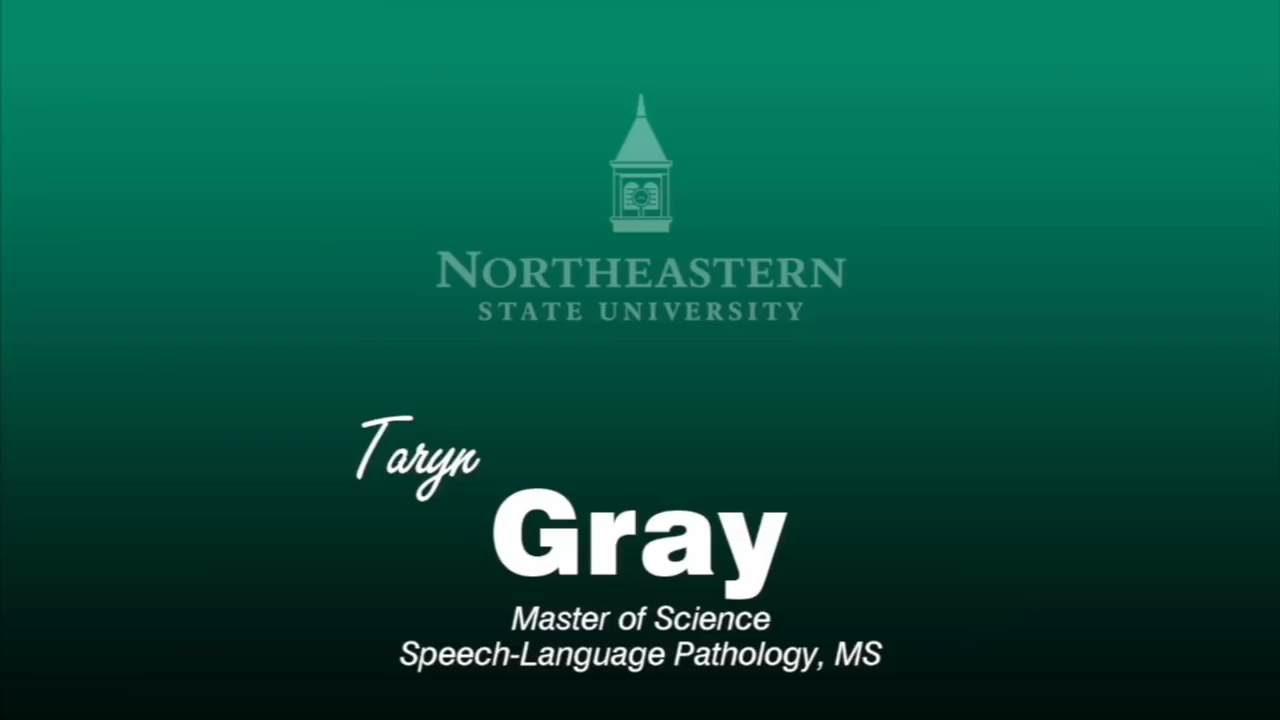 NORTHEASTERN
STATE UNIVERSITY
Taryn
Gray
Master of Science
Speech-Language Pathology, MS